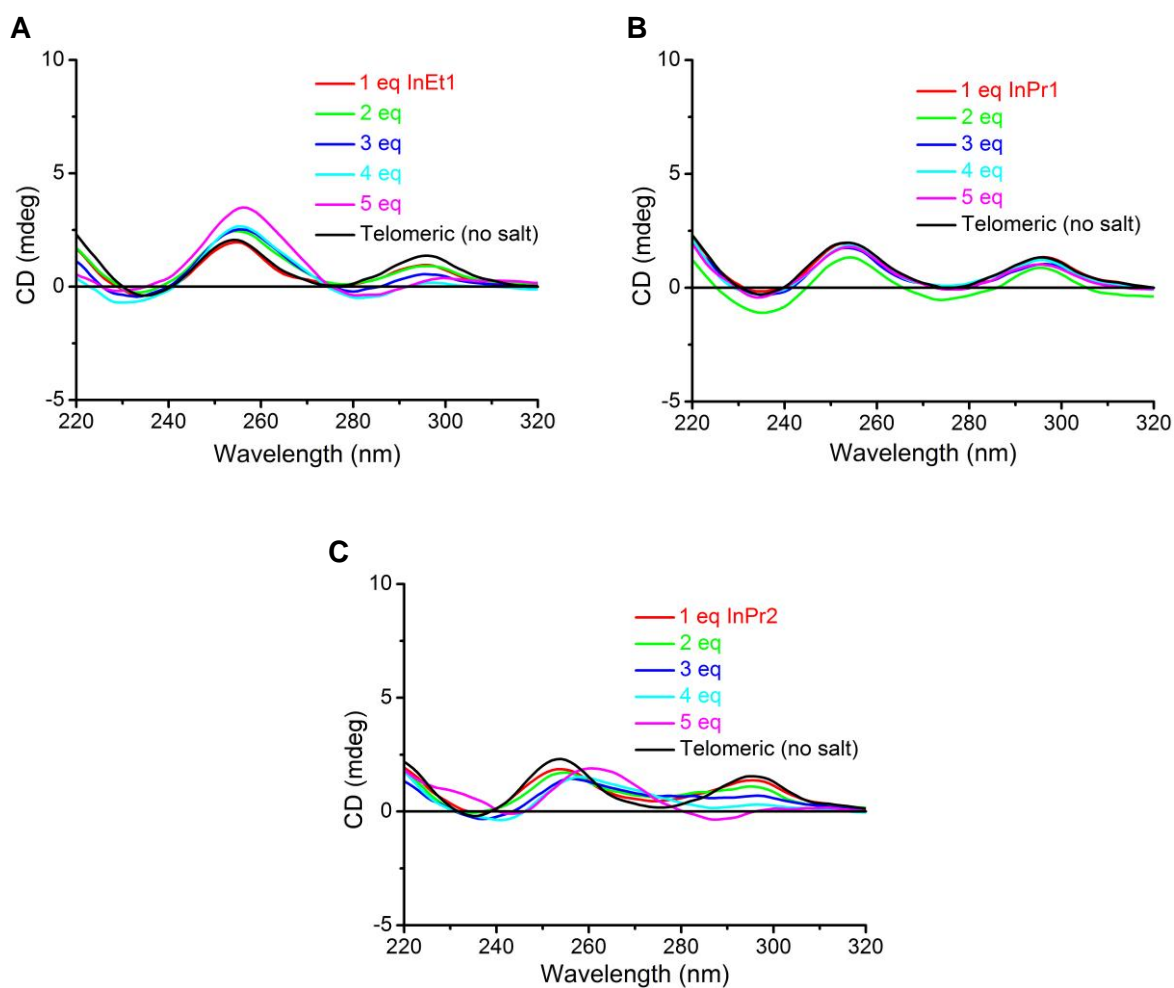 A
10
5
0
-5
CD (mdeg)
1 eq InEt1
2 eq
3 eq
4 eq
5 eq
Telomeric (no salt)
220 240 260 280 300 320
Wavelength (nm)
B
10
5
0
-5
CD (mdeg)
1 eq InPr1
2 eq
3 eq
4 eq
5 eq
Telomeric (no salt)
220 240 260 280 300 320
Wavelength (nm)
C
10
5
0
-5
CD (mdeg)
1 eq InPr2
2 eq
3 eq
4 eq
5 eq
Telomeric (no salt)
220 240 260 280 300 320
Wavelength (nm)